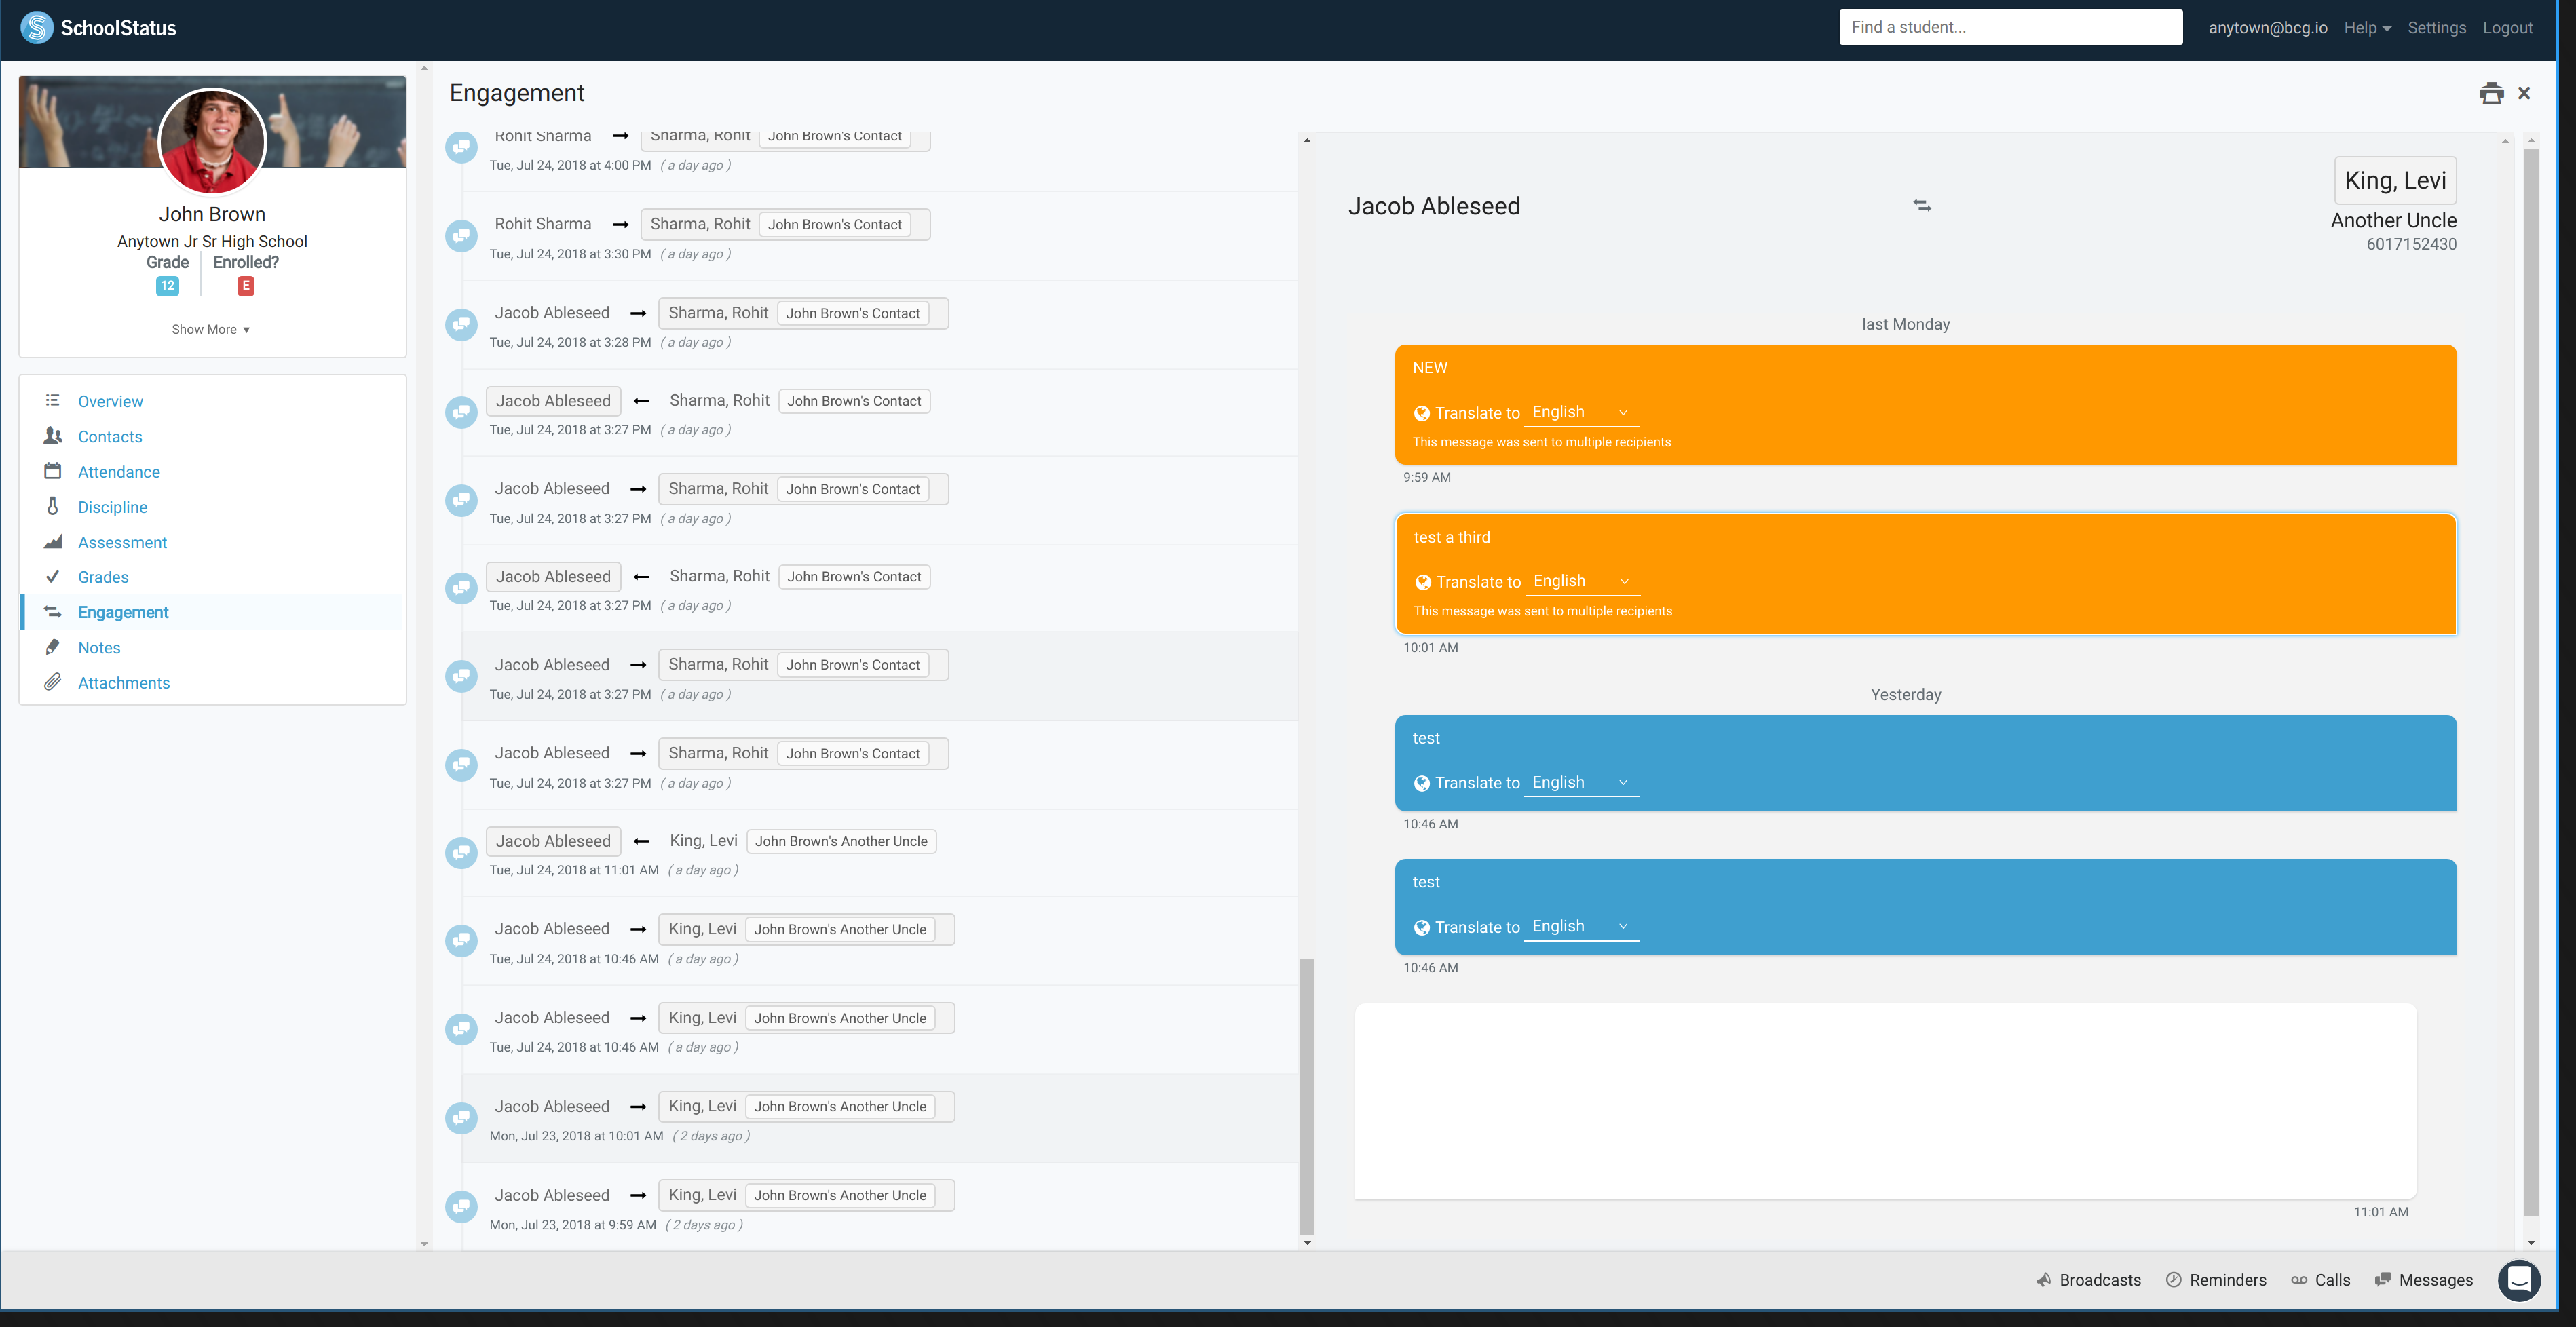 SchoolStatus
Find a student...
anytown@bcg.io Help Settings Logout
John Brown
Anytown Jr Sr High School
Grade Enrolled?
12 E
Show More
Overview
Contacts
Attendance
Discipline
Assessment
Grades
Engagement
Notes
Attachments
Engagement
Rohit Sharma Sharma, Rohit John Brown's Contact
Tue, Jul 24, 2018 at 4:00 PM ( a day ago )
Rohit Sharma Sharma, Rohit John Brown's Contact
Tue, Jul 24, 2018 at 3:30 PM ( a day ago )
Jacob Ableseed Sharma, Rohit John Brown's Contact
Tue, Jul 24, 2018 at 3:28 PM ( a day ago )
Jacob Ableseed Sharma, Rohit John Brown's Contact
Tue, Jul 24, 2018 at 3:27 PM ( a day ago )
Jacob Ableseed Sharma, Rohit John Brown's Contact
Tue, Jul 24, 2018 at 3:27 PM ( a day ago )
Jacob Ableseed Sharma, Rohit John Brown's Contact
Tue, Jul 24, 2018 at 3:27 PM ( a day ago )
Jacob Ableseed Sharma, Rohit John Brown's Contact
Tue, Jul 24, 2018 at 3:27 PM ( a day ago )
Jacob Ableseed Sharma, Rohit John Brown's Contact
Tue, Jul 24, 2018 at 3:27 PM ( a day ago )
Jacob Ableseed King, Levi John Brown's Another Uncle
Tue, Jul 24, 2018 at 11:01 AM ( a day ago )
Jacob Ableseed King, Levi John Brown's Another Uncle
Tue, Jul 24, 2018 at 10:46 AM ( a day ago )
Jacob Ableseed King, Levi John Brown's Another Uncle
Tue, Jul 24, 2018 at 10:46 AM ( a day ago )
Jacob Ableseed King, Levi John Brown's Another Uncle
Mon, Jul 23, 2018 at 10:01 AM ( 2 days ago )
Jacob Ableseed King, Levi John Brown's Another Uncle
Mon, Jul 23, 2018 at 9:59 AM ( 2 days ago )
Jacob Ableseed
King, Levi
Another Uncle
6017152430
last Monday
NEW
Translate to English
This message was sent to multiple recipients
9:59 AM
test a third
Translate to English
This message was sent to multiple recipients
10:01 AM
Yesterday
test
Translate to English
10:46 AM
test
Translate to English
10:46 AM
11:01 AM
Broadcasts Reminders Calls Messages